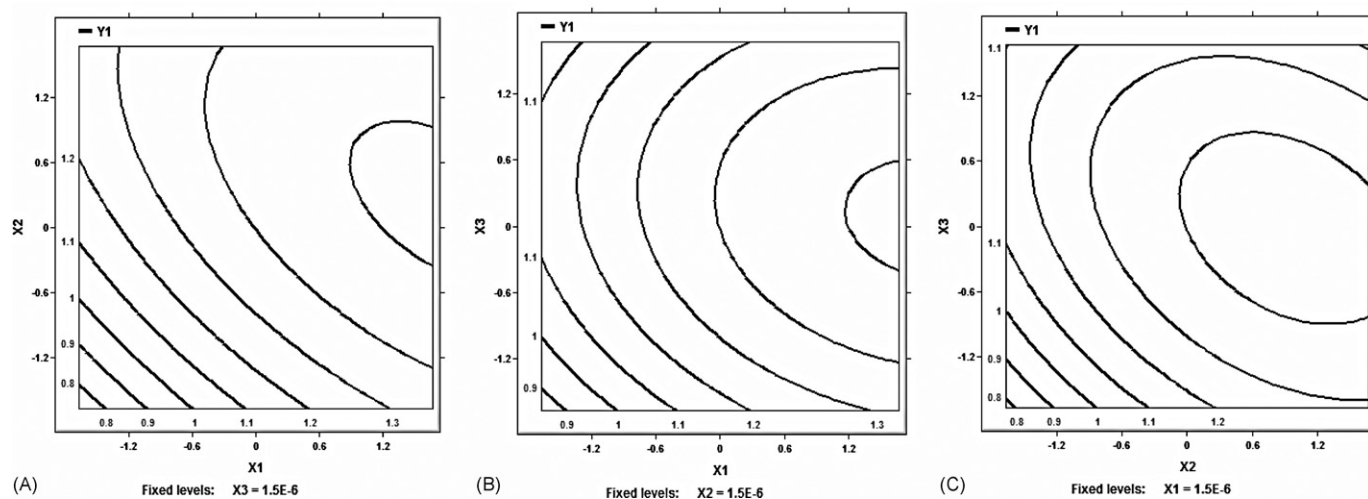 Y1
1.2
0.6
0
-0.6
-1.2
X2
1.2
1.1
1
0.9
0.8
0.8 0.9 1 1.1 1.2 1.3
-1.2 -0.6 0 0.6 1.2
X1
(A) Fixed levels: X3 = 1.5E-6
Y1
1.2
0.6
0
-0.6
-1.2
X3
1.1
1.1
1
0.9
0.9 1 1.1 1.2 1.3
-1.2 -0.6 0 0.6 1.2
X1
(B) Fixed levels: X2 = 1.5E-6
Y1
1.2
0.6
0
-0.6
-1.2
X3
1.1
1.1
1
0.9
0.8
0.8 0.9 1 1.1 1.2
-1.2 -0.6 0 0.6 1.2
X2
(C) Fixed levels: X1 = 1.5E-6